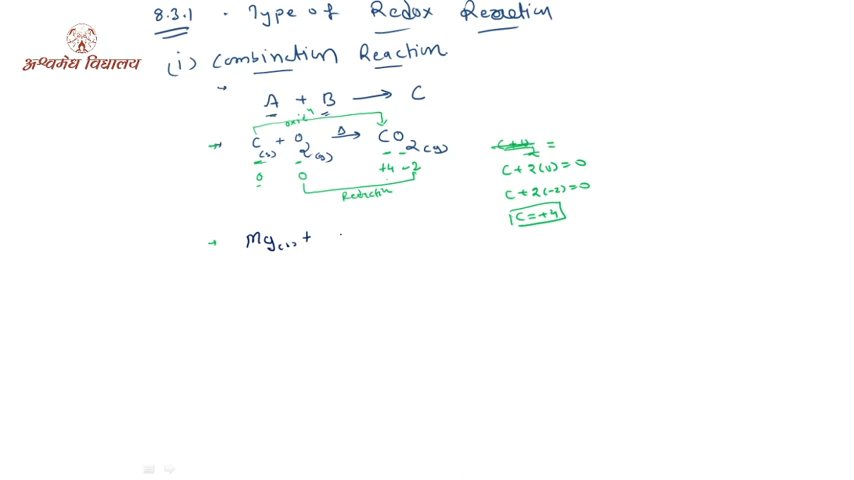 अश्वमेध विद्यालय
8.3.1 . Type of Redox Reaction
(i) Combination Reaction
A + B → C
oxidⁿ
C(s) + O2(g) Δ→ CO2(g)
0 0 +4 -2
Reduction
=
C + 2(0) = 0
C + 2(-2) = 0
C = +4
→ Mg(s) +